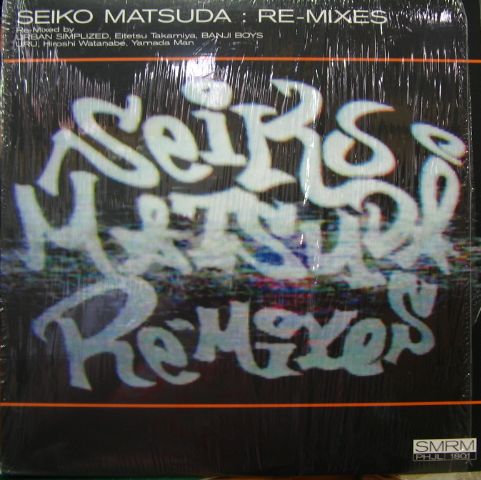 SEIKO MATSUDA : RE-MIXES
Re-Mixed by
URBAN SIMPLIZED, Eitetsu Takamiya, BANJI BOYS
URU, Hiroshi Watanabe, Yamada Man
Seiko
Matsuda
Re-Mixes
SMRM
PHJL 1801